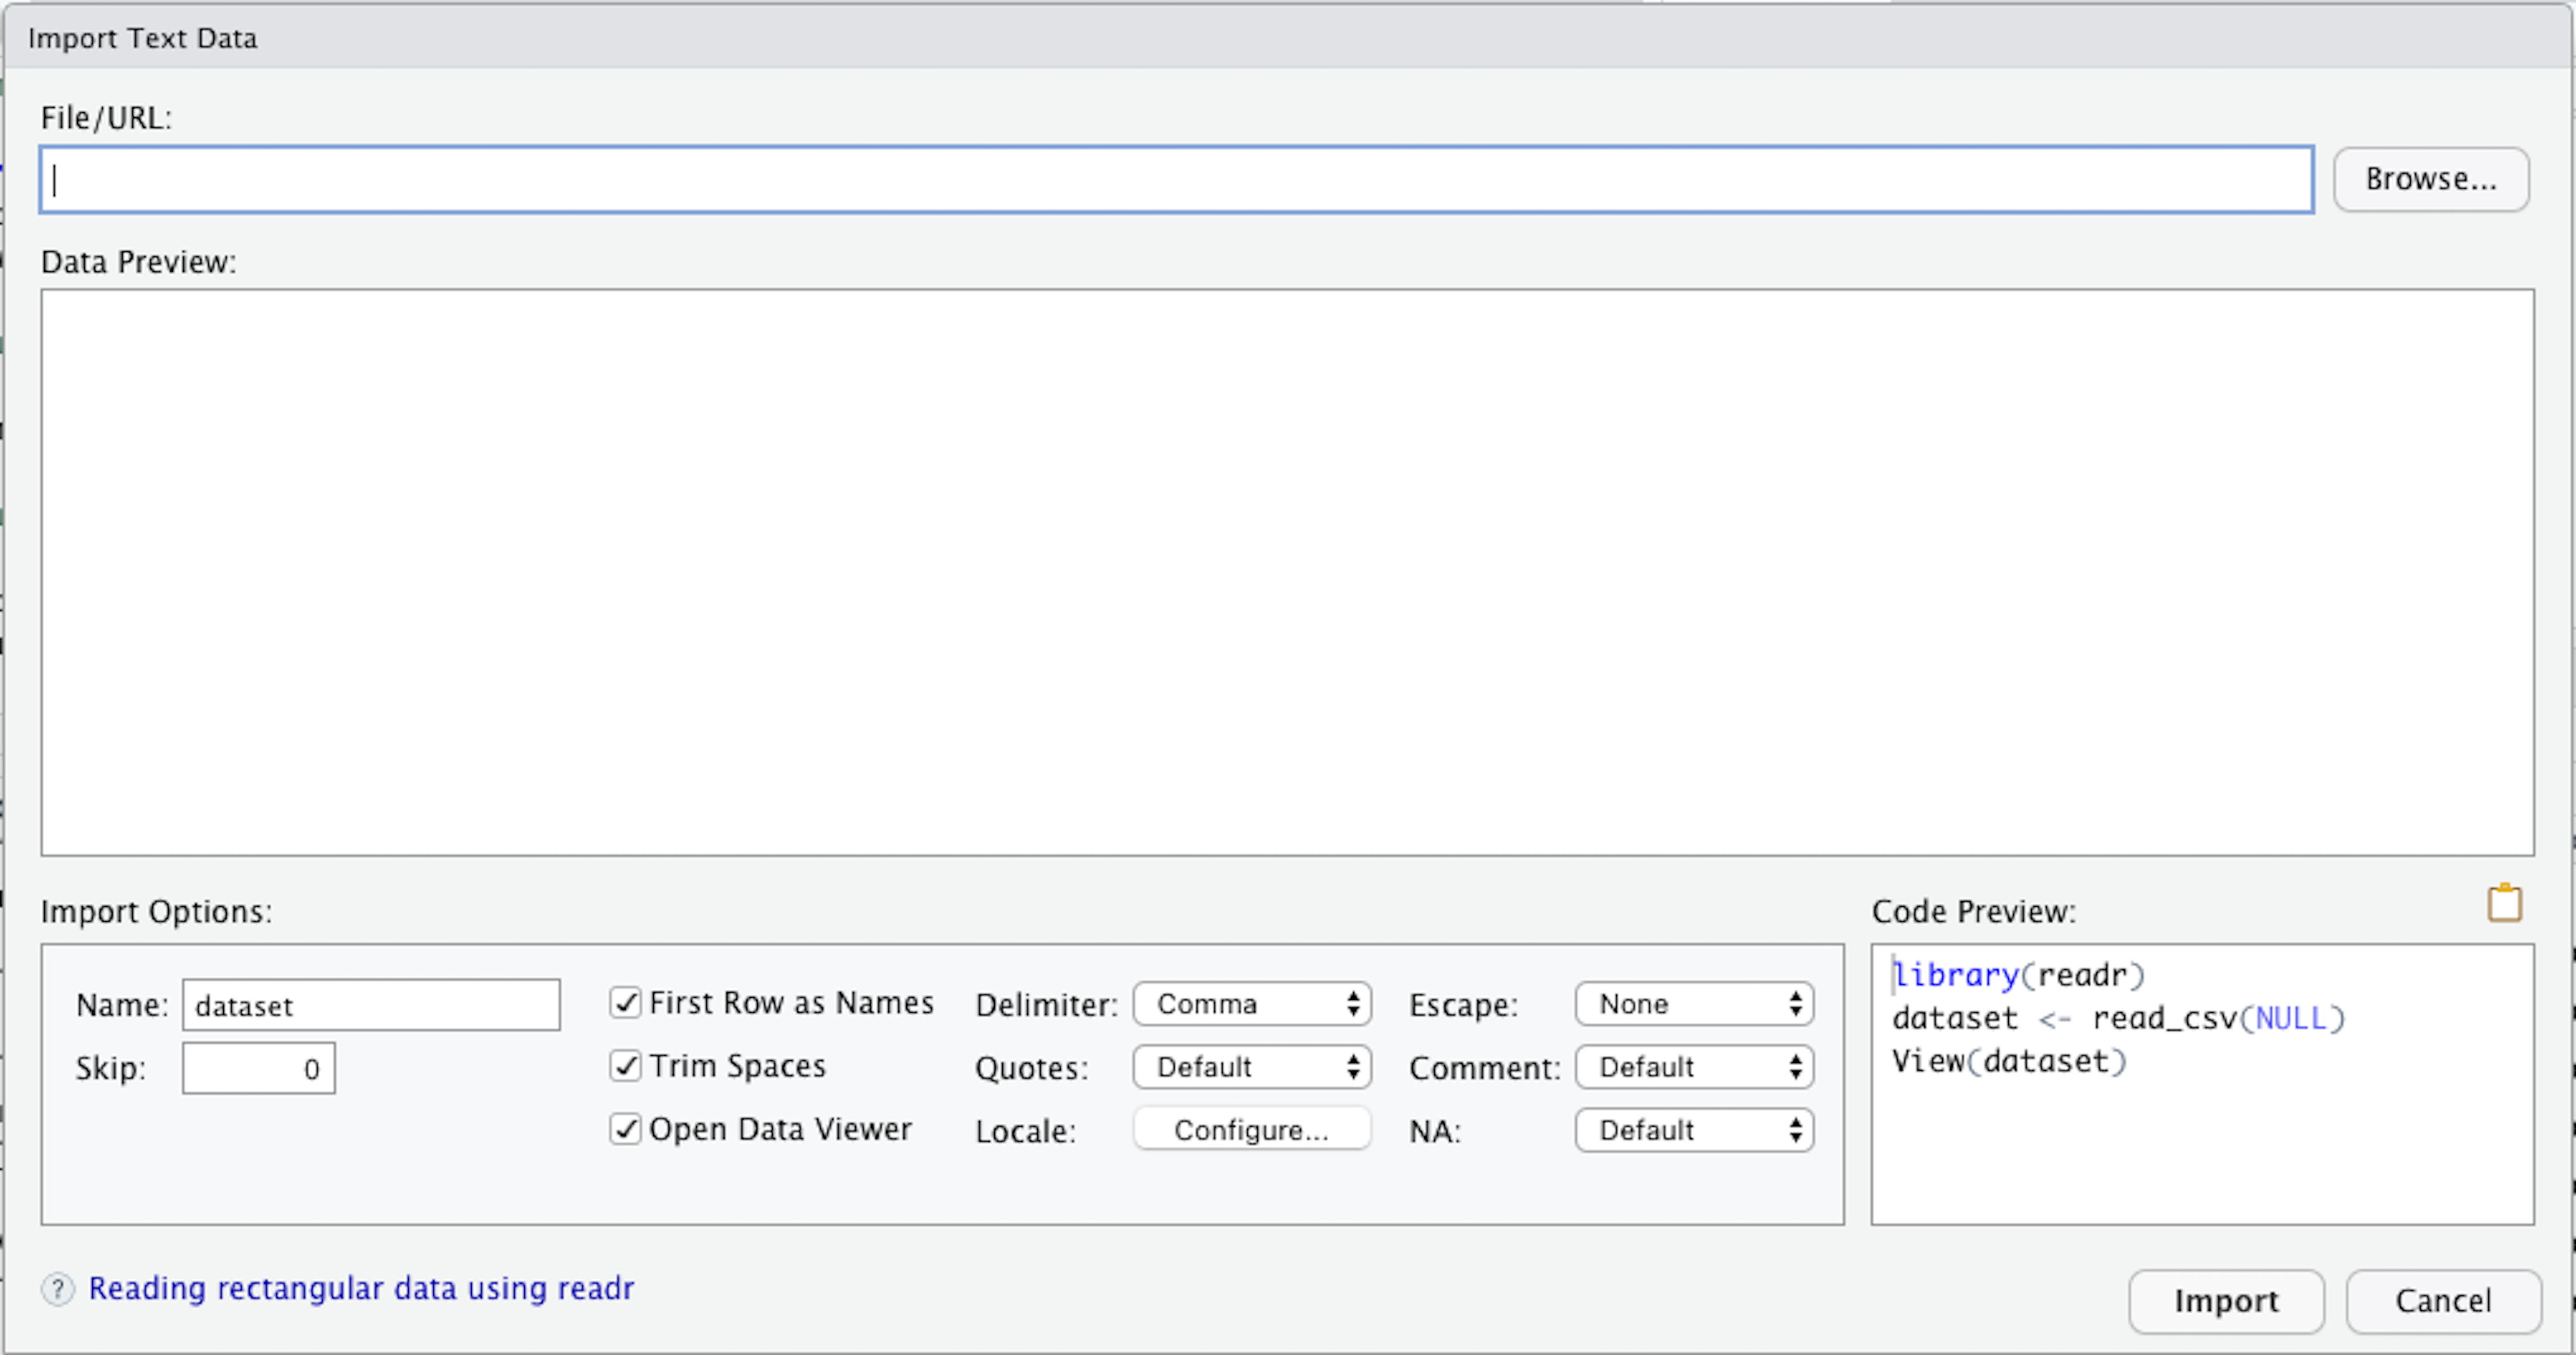 Import Text Data
File/URL:
Browse...
Data Preview:
Import Options:
Code Preview:
Name: dataset
First Row as Names
Delimiter: Comma
Escape: None
Skip: 0
Trim Spaces
Quotes: Default
Comment: Default
Open Data Viewer
Locale: Configure...
NA: Default
library(readr)
dataset <- read_csv(NULL)
View(dataset)
? Reading rectangular data using readr
Import
Cancel